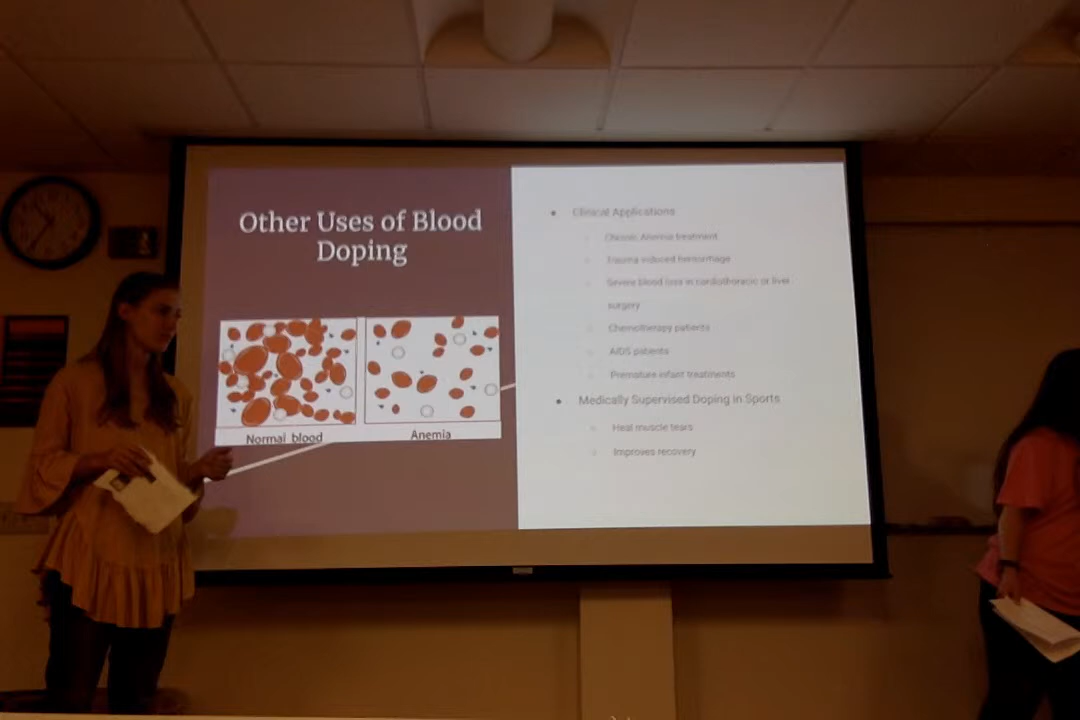 Other Uses of Blood
Doping
Normal blood
Anemia
Clinical Applications
Chronic Anemia treatment
Trauma induced hemorrhage
Severe blood loss in cardiothoracic or liver
surgery
Chemotherapy patients
AIDS patients
Premature infant treatments
Medically Supervised Doping in Sports
Heal muscle tears
Improves recovery